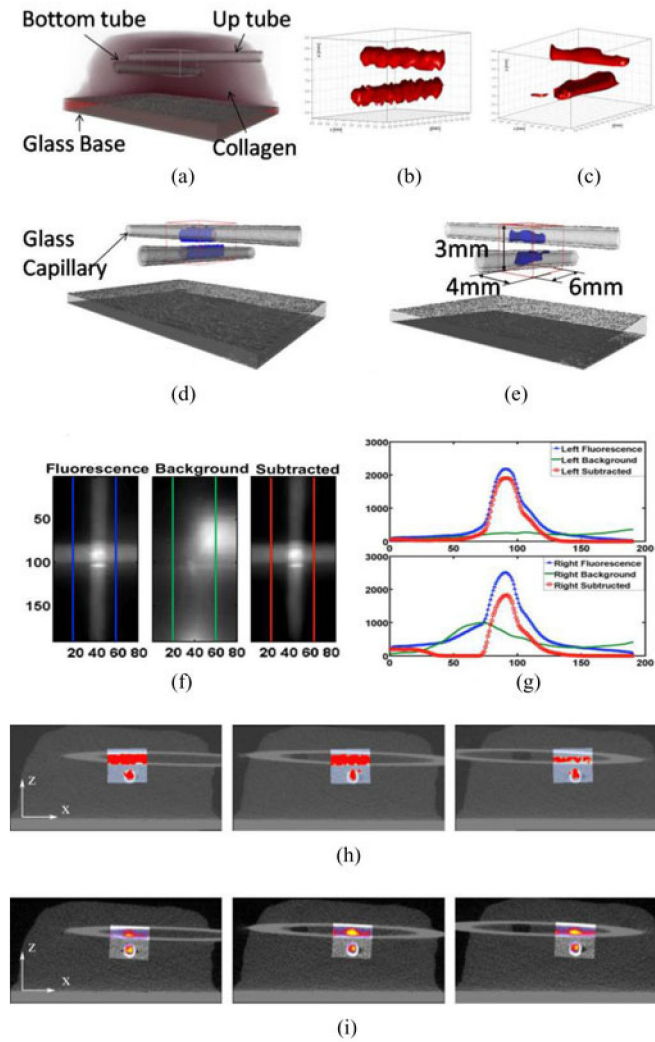 Bottom tube
Up tube
Glass Base
Collagen
(a)
(b)
(c)
Glass
Capillary
3mm
4mm
6mm
(d)
(e)
Fluorescence Background Subtracted
50
100
150
20 40 60 80 20 40 60 80 20 40 60 80
(f)
3000
2000
1000
0
Left Fluorescence
Left Background
Left Subtracted
0 50 100 150 200
3000
2000
1000
0
Right Fluorescence
Right Background
Right Subtracted
0 50 100 150 200
(g)
z
x
(h)
z
x
(i)